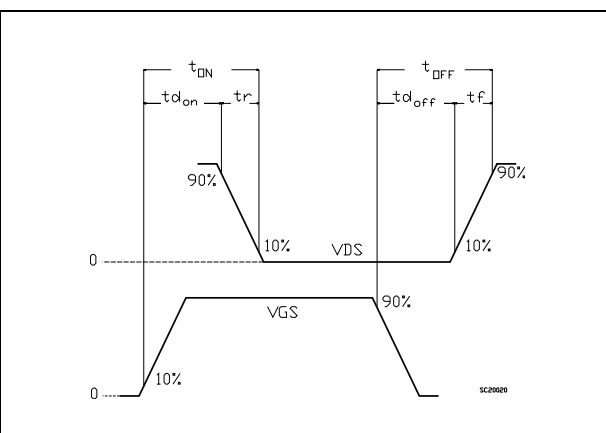 tON tOFF
tdon tr tdoff tf
90% 90%
10% VDS 10%
0
90%
VGS
10%
0 SC20020